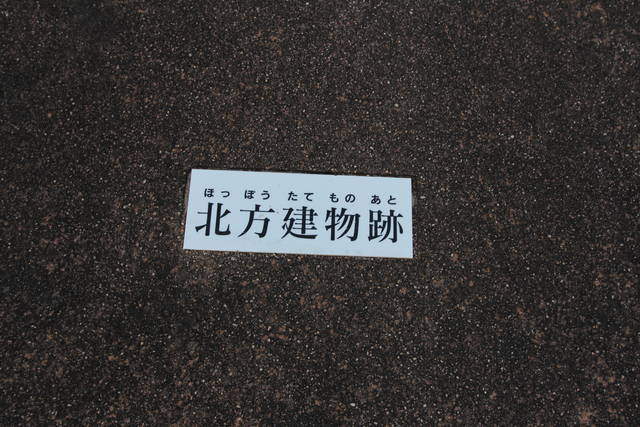 ほっ ぽう たて もの あと
北方建物跡